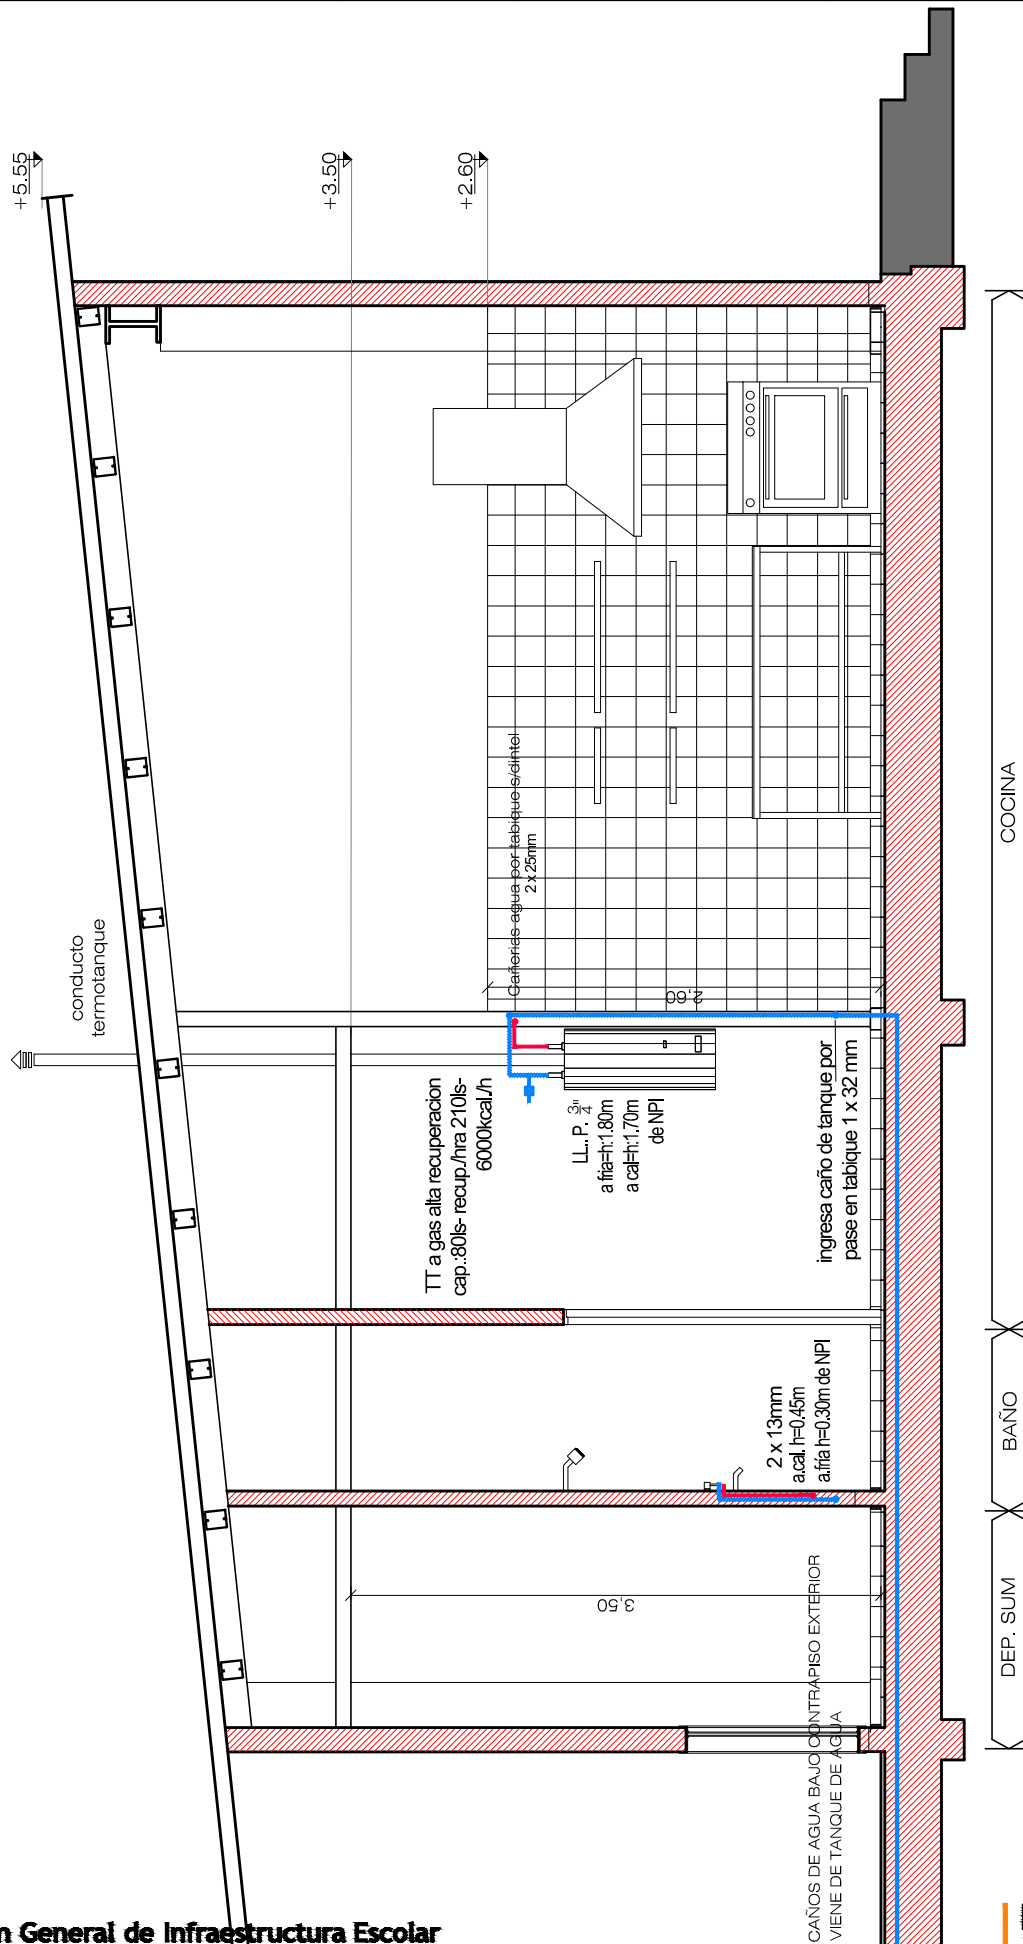 +5.55
+3.50
+2.60
conducto
termotanque
Cañerias agua por tabique s/dintel
2 x 25mm
2,60
TT a gas alta recuperacion
cap.:80ls- recup./hra 210ls-
6000kcal./h
LL. P. 3"/4
a fria=h:1.80m
a cal=h:1.70m
de NPI
ingresa caño de tanque por
pase en tabique 1 x 32 mm
2 x 13mm
a.cal. h=0.45m
a.fria h=0.30m de NPI
3,50
CAÑOS DE AGUA BAJO CONTRAPISO EXTERIOR
VIENE DE TANQUE DE AGUA
COCINA
BAÑO
DEP. SUM
n General de Infraestructura Escolar